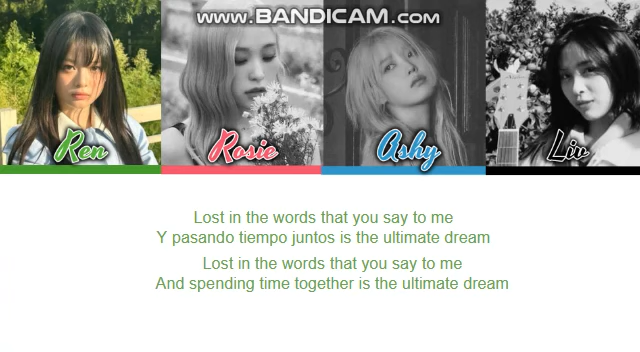 www.BANDICAM.com
Ren
Rosie
Ashy
Liv
Lost in the words that you say to me
Y pasando tiempo juntos is the ultimate dream
Lost in the words that you say to me
And spending time together is the ultimate dream